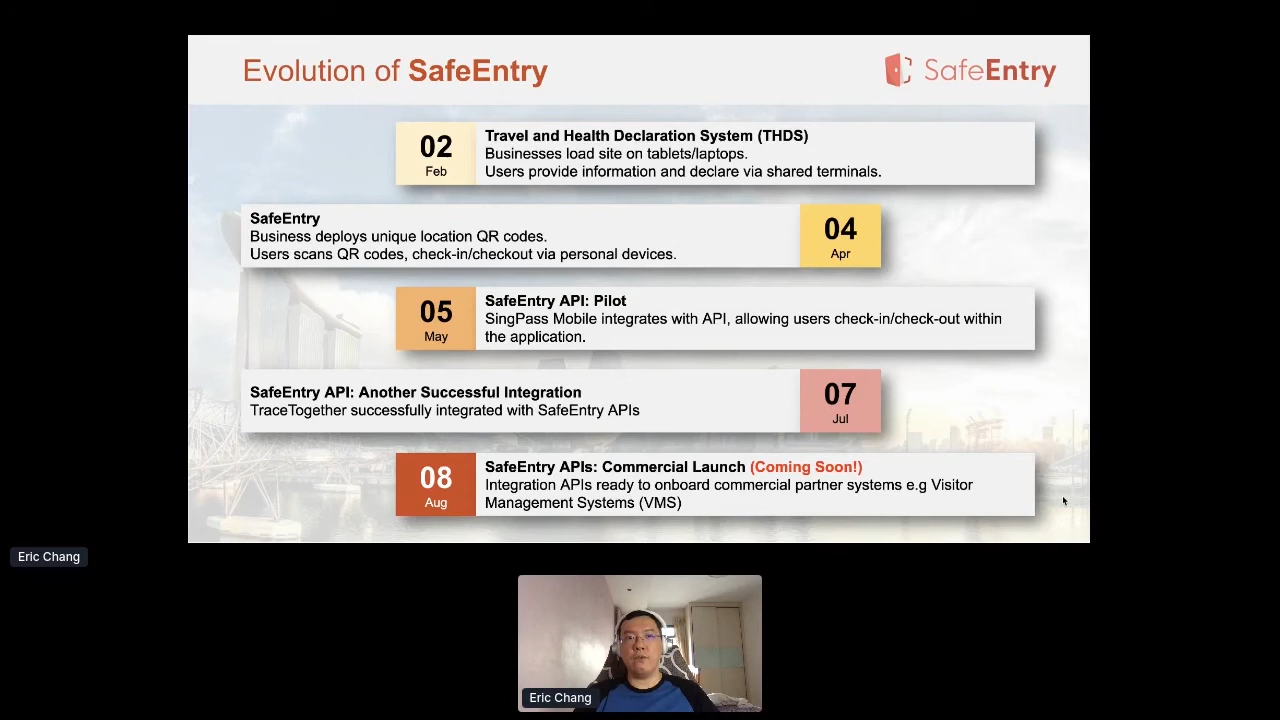 Evolution of SafeEntry
SafeEntry
02
Feb
Travel and Health Declaration System (THDS)
Businesses load site on tablets/laptops.
Users provide information and declare via shared terminals.
SafeEntry
Business deploys unique location QR codes.
Users scans QR codes, check-in/checkout via personal devices.
04
Apr
05
May
SafeEntry API: Pilot
SingPass Mobile integrates with API, allowing users check-in/check-out within
the application.
SafeEntry API: Another Successful Integration
TraceTogether successfully integrated with SafeEntry APIs
07
Jul
08
Aug
SafeEntry APIs: Commercial Launch (Coming Soon!)
Integration APIs ready to onboard commercial partner systems e.g Visitor
Management Systems (VMS)
Eric Chang
Eric Chang